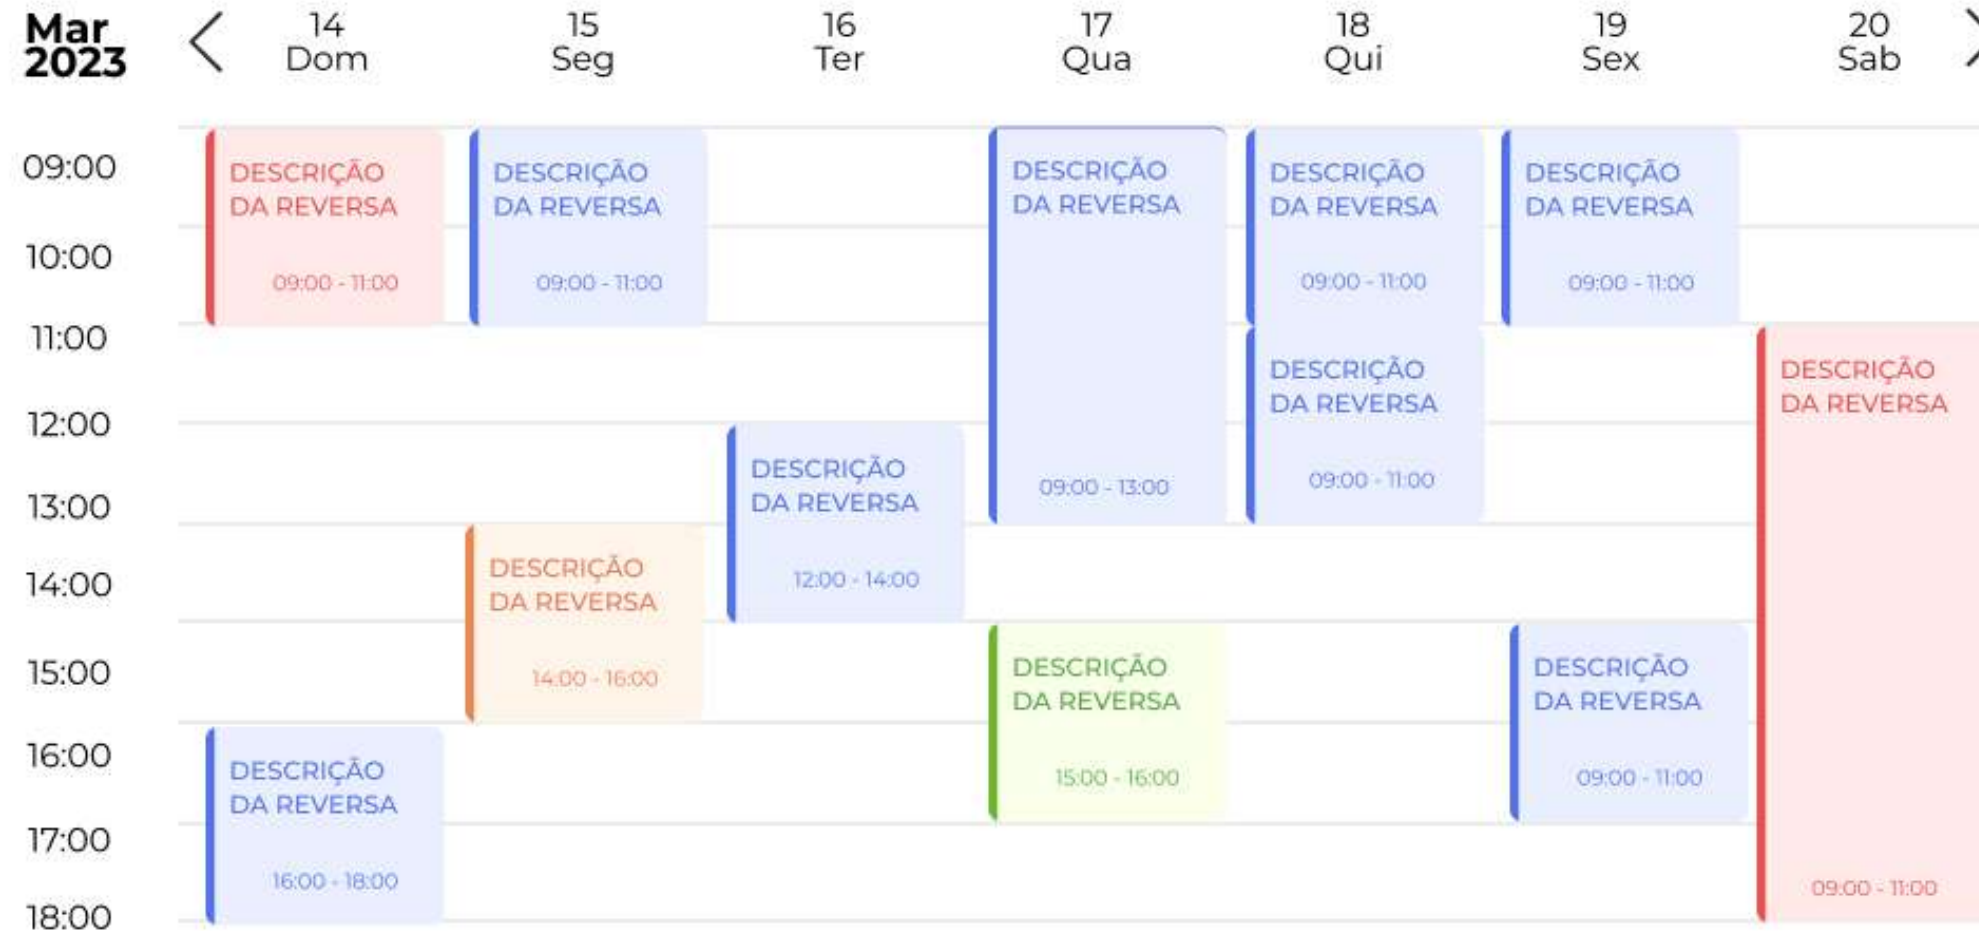 Mar
2023
14
Dom
15
Seg
16
Ter
17
Qua
18
Qui
19
Sex
20
Sab
09:00
10:00
11:00
12:00
13:00
14:00
15:00
16:00
17:00
18:00
DESCRIÇÃO
DA REVERSA
09:00 - 11:00
DESCRIÇÃO
DA REVERSA
16:00 - 18:00
DESCRIÇÃO
DA REVERSA
09:00 - 11:00
DESCRIÇÃO
DA REVERSA
14:00 - 16:00
DESCRIÇÃO
DA REVERSA
12:00 - 14:00
DESCRIÇÃO
DA REVERSA
09:00 - 13:00
DESCRIÇÃO
DA REVERSA
15:00 - 16:00
DESCRIÇÃO
DA REVERSA
09:00 - 11:00
DESCRIÇÃO
DA REVERSA
09:00 - 11:00
DESCRIÇÃO
DA REVERSA
09:00 - 11:00
DESCRIÇÃO
DA REVERSA
09:00 - 11:00
DESCRIÇÃO
DA REVERSA
09:00 - 11:00